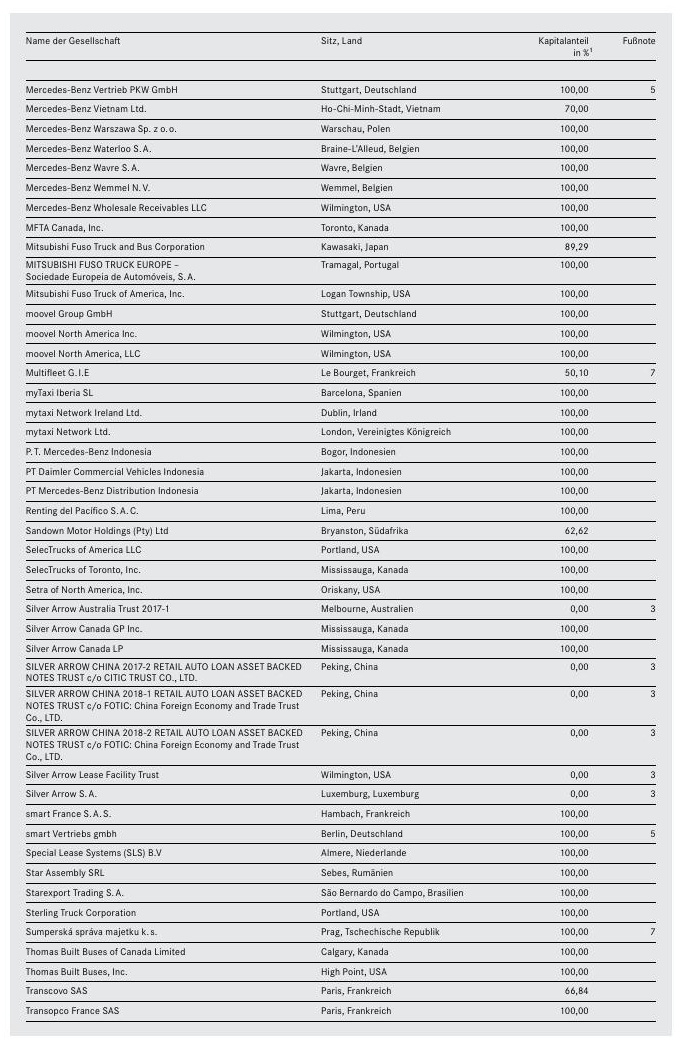 Name der Gesellschaft Sitz, Land Kapitalanteil Fußnote
in %¹
Mercedes-Benz Vertrieb PKW GmbH Stuttgart, Deutschland 100,00 5
Mercedes-Benz Vietnam Ltd. Ho-Chi-Minh-Stadt, Vietnam 70,00
Mercedes-Benz Warszawa Sp. z o.o. Warschau, Polen 100,00
Mercedes-Benz Waterloo S.A. Braine-L'Alleud, Belgien 100,00
Mercedes-Benz Wavre S.A. Wavre, Belgien 100,00
Mercedes-Benz Wemmel N.V. Wemmel, Belgien 100,00
Mercedes-Benz Wholesale Receivables LLC Wilmington, USA 100,00
MFTA Canada, Inc. Toronto, Kanada 100,00
Mitsubishi Fuso Truck and Bus Corporation Kawasaki, Japan 89,29
MITSUBISHI FUSO TRUCK EUROPE – Tramagal, Portugal 100,00
Sociedade Europeia de Automóveis, S.A.
Mitsubishi Fuso Truck of America, Inc. Logan Township, USA 100,00
moovel Group GmbH Stuttgart, Deutschland 100,00
moovel North America Inc. Wilmington, USA 100,00
moovel North America, LLC Wilmington, USA 100,00
Multifleet G.I.E Le Bourget, Frankreich 50,10 7
myTaxi Iberia SL Barcelona, Spanien 100,00
mytaxi Network Ireland Ltd. Dublin, Irland 100,00
mytaxi Network Ltd. London, Vereinigtes Königreich 100,00
P.T. Mercedes-Benz Indonesia Bogor, Indonesien 100,00
PT Daimler Commercial Vehicles Indonesia Jakarta, Indonesien 100,00
PT Mercedes-Benz Distribution Indonesia Jakarta, Indonesien 100,00
Renting del Pacífico S.A.C. Lima, Peru 100,00
Sandown Motor Holdings (Pty) Ltd Bryanston, Südafrika 62,62
SelecTrucks of America LLC Portland, USA 100,00
SelecTrucks of Toronto, Inc. Mississauga, Kanada 100,00
Setra of North America, Inc. Oriskany, USA 100,00
Silver Arrow Australia Trust 2017-1 Melbourne, Australien 0,00 3
Silver Arrow Canada GP Inc. Mississauga, Kanada 100,00
Silver Arrow Canada LP Mississauga, Kanada 100,00
SILVER ARROW CHINA 2017-2 RETAIL AUTO LOAN ASSET BACKED Peking, China 0,00 3
NOTES TRUST c/o CITIC TRUST CO., LTD.
SILVER ARROW CHINA 2018-1 RETAIL AUTO LOAN ASSET BACKED Peking, China 0,00 3
NOTES TRUST c/o FOTIC: China Foreign Economy and Trade Trust
Co., LTD.
SILVER ARROW CHINA 2018-2 RETAIL AUTO LOAN ASSET BACKED Peking, China 0,00 3
NOTES TRUST c/o FOTIC: China Foreign Economy and Trade Trust
Co., LTD.
Silver Arrow Lease Facility Trust Wilmington, USA 0,00 3
Silver Arrow S.A. Luxemburg, Luxemburg 0,00 3
smart France S.A.S. Hambach, Frankreich 100,00
smart Vertriebs gmbh Berlin, Deutschland 100,00 5
Special Lease Systems (SLS) B.V Almere, Niederlande 100,00
Star Assembly SRL Sebes, Rumänien 100,00
Starexport Trading S.A. São Bernardo do Campo, Brasilien 100,00
Sterling Truck Corporation Portland, USA 100,00
Sumperská správa majetku k.s. Prag, Tschechische Republik 100,00 7
Thomas Built Buses of Canada Limited Calgary, Kanada 100,00
Thomas Built Buses, Inc. High Point, USA 100,00
Transcovo SAS Paris, Frankreich 66,84
Transopco France SAS Paris, Frankreich 100,00